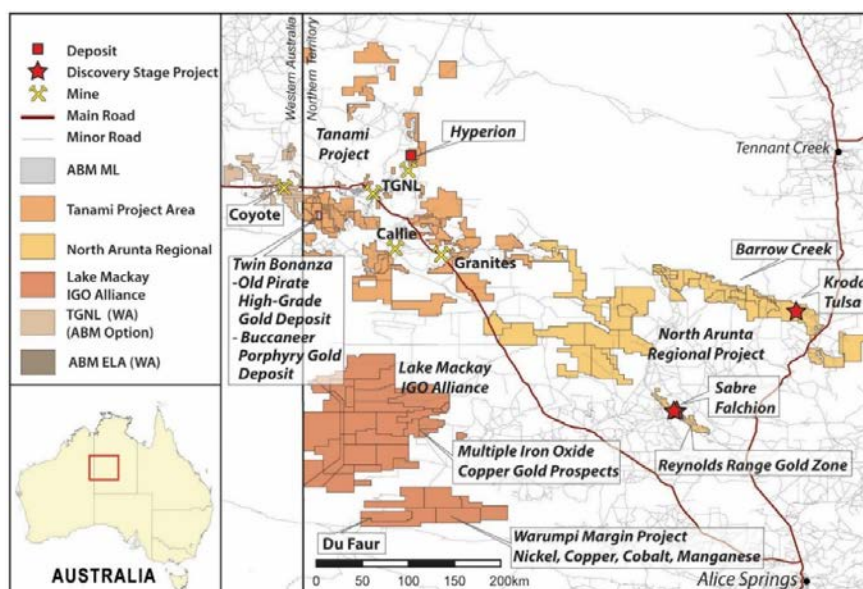 Deposit
Discovery Stage Project
Mine
Main Road
Minor Road
ABM ML
Tanami Project Area
North Arunta Regional
Lake Mackay
IGO Alliance
TGNL (WA)
(ABM Option)
ABM ELA (WA)
AUSTRALIA
Western Australia
Northern Territory
Tanami
Project
Hyperion
TGNL
Coyote
Callie
Granites
Twin Bonanza
-Old Pirate
High-Grade
Gold Deposit
- Buccaneer
Porphyry Gold
Deposit
Tennant Creek
Barrow Creek
Kroda
Tulsa
North Arunta
Regional Project
Lake Mackay
IGO Alliance
Sabre
Falchion
Multiple Iron Oxide
Copper Gold Prospects
Reynolds Range Gold Zone
Du Faur
Warumpi Margin Project
Nickel, Copper, Cobalt, Manganese
0 50 100 150 200km
Alice Springs